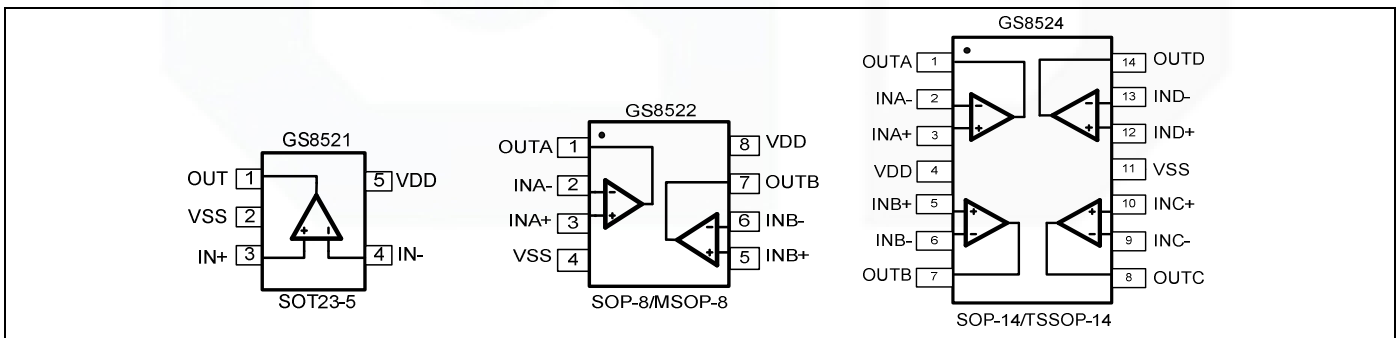 GS8521
OUT 1 5 VDD
VSS 2
IN+ 3 4 IN-
SOT23-5
GS8522
OUTA 1 8 VDD
INA- 2 7 OUTB
INA+ 3 6 INB-
VSS 4 5 INB+
SOP-8/MSOP-8
GS8524
OUTA 1 14 OUTD
INA- 2 13 IND-
INA+ 3 12 IND+
VDD 4 11 VSS
INB+ 5 10 INC+
INB- 6 9 INC-
OUTB 7 8 OUTC
SOP-14/TSSOP-14